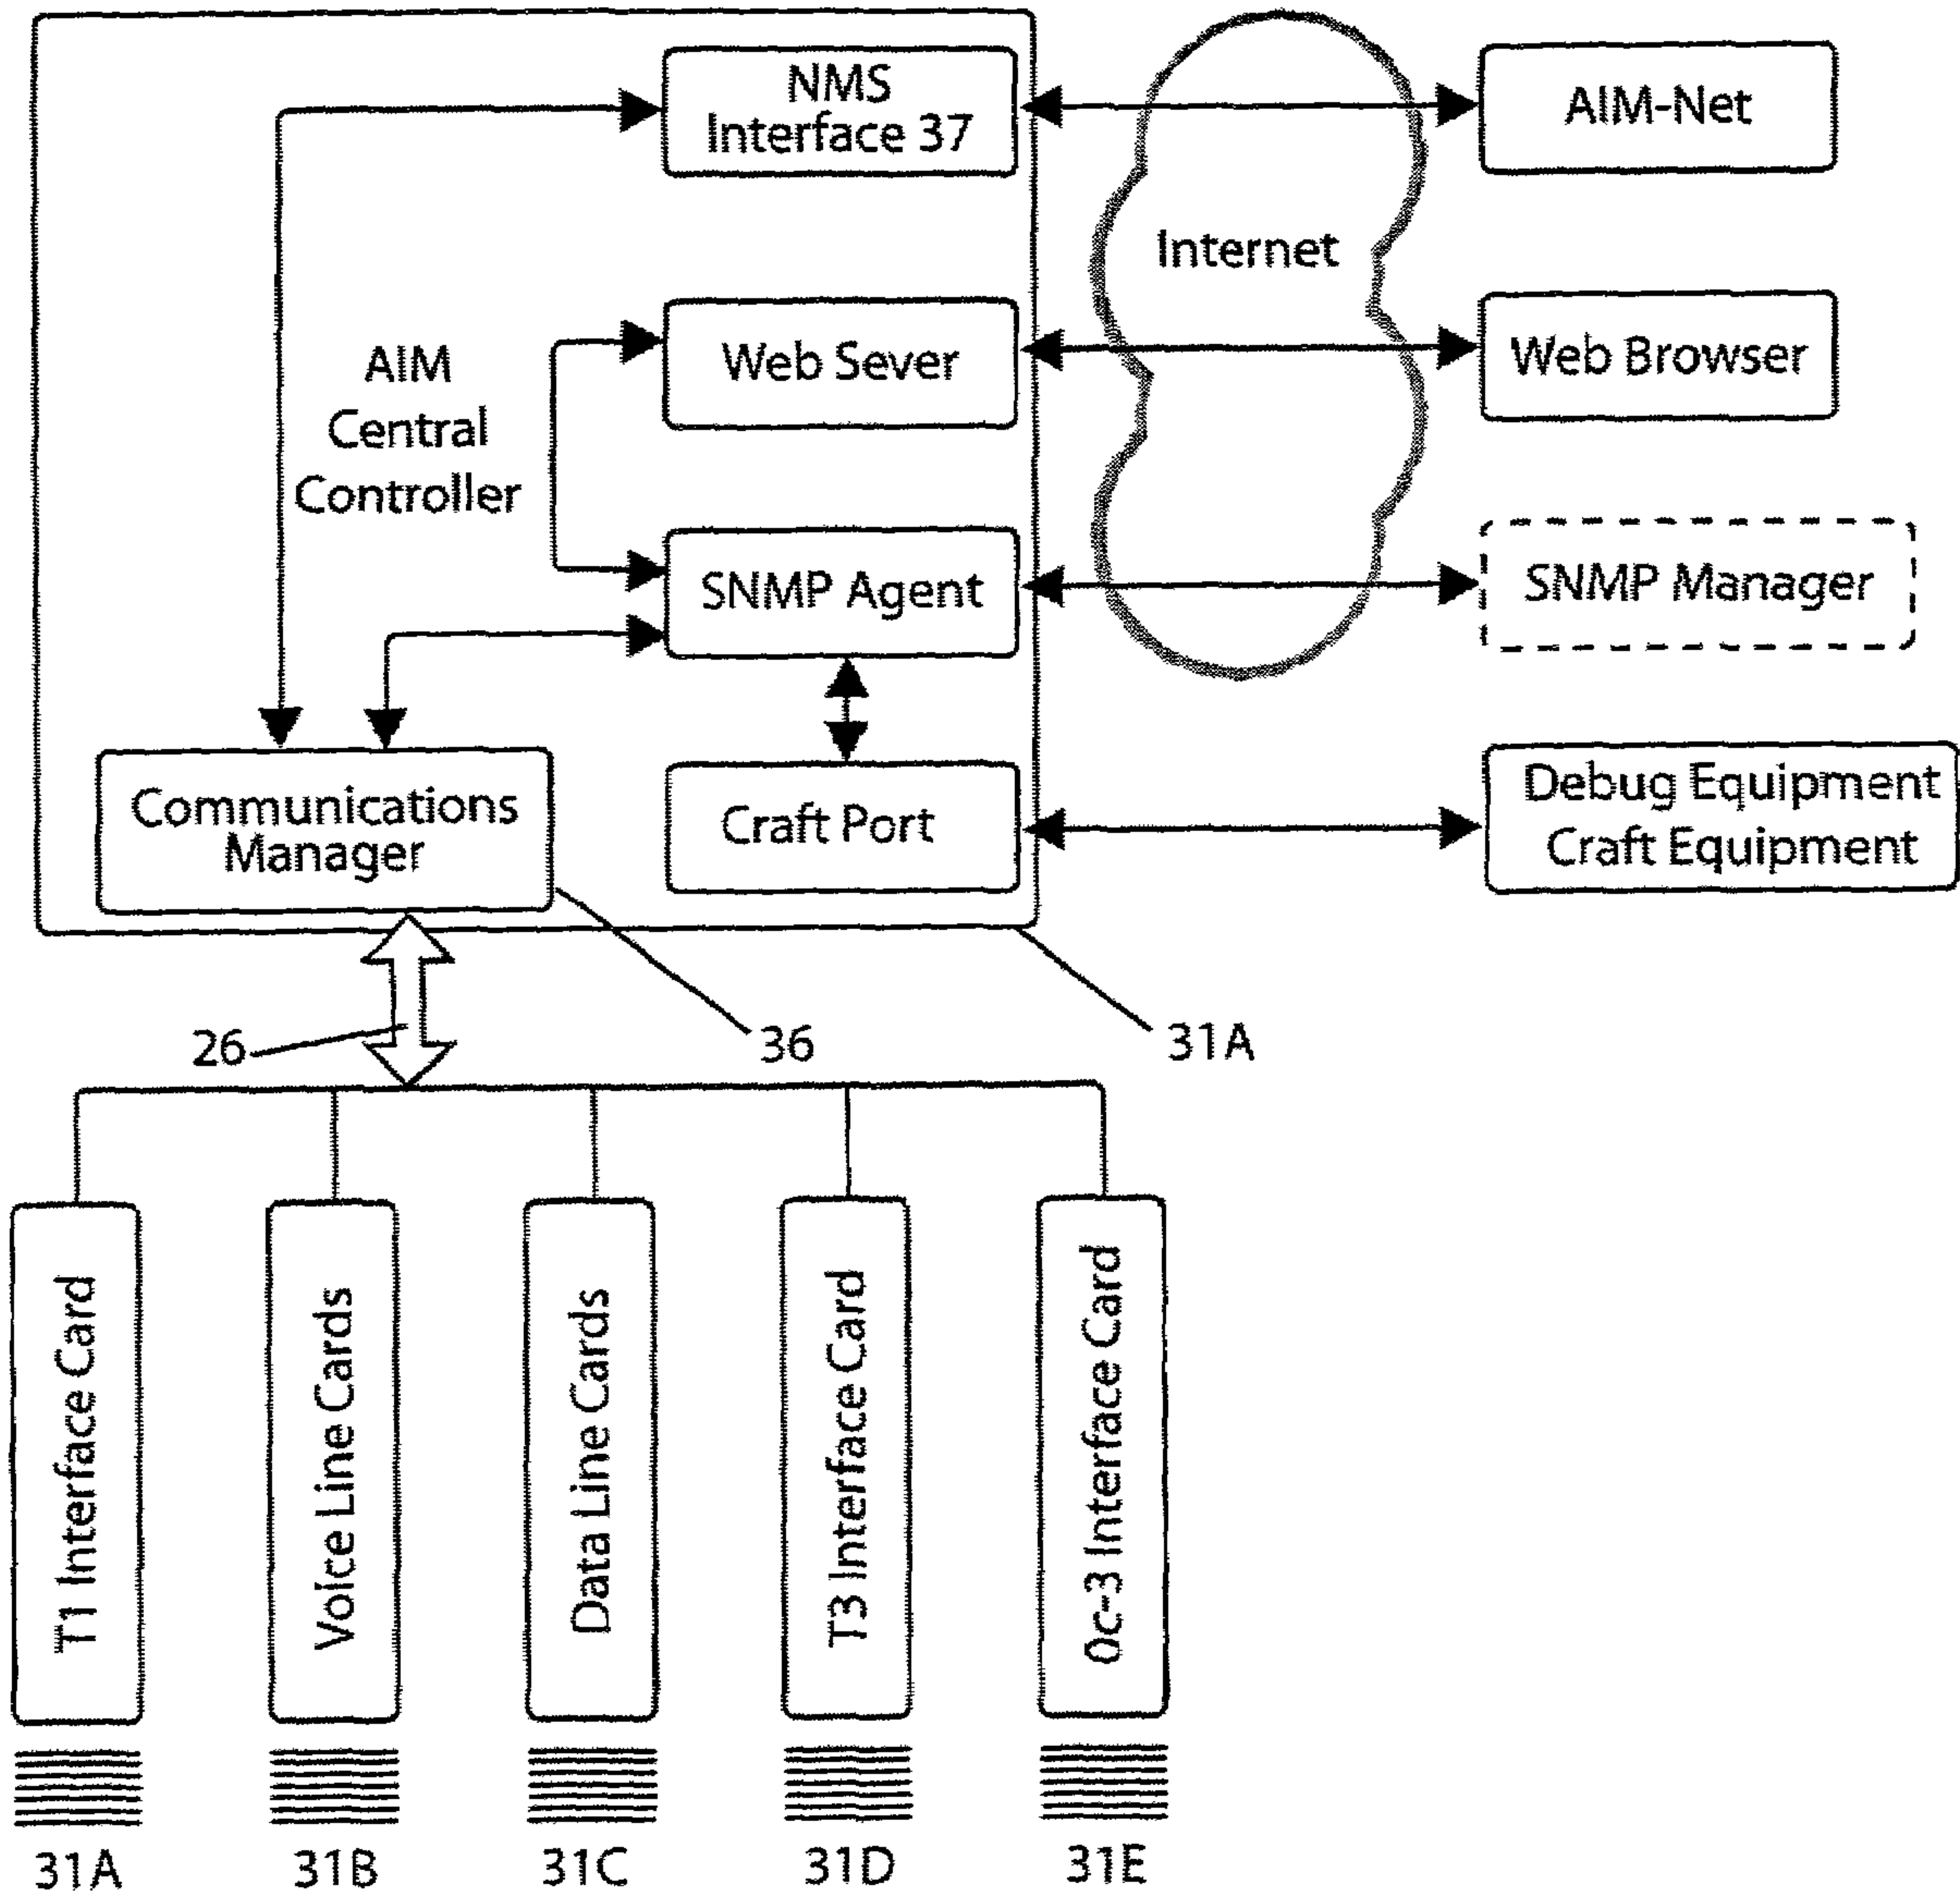 NMS
Interface 37
AIM-Net
Internet
Web Sever
Web Browser
AIM
Central
Controller
SNMP Agent
SNMP Manager
Communications
Manager
Craft Port
Debug Equipment
Craft Equipment
26
36
31A
T1 Interface Card
Voice Line Cards
Data Line Cards
T3 Interface Card
Oc-3 Interface Card
31A
31B
31C
31D
31E